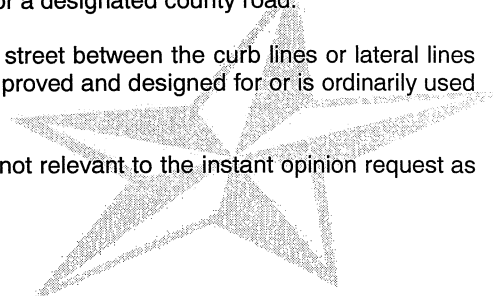 or a designated county road.
street between the curb lines or lateral lines
proved and designed for or is ordinarily used
not relevant to the instant opinion request as